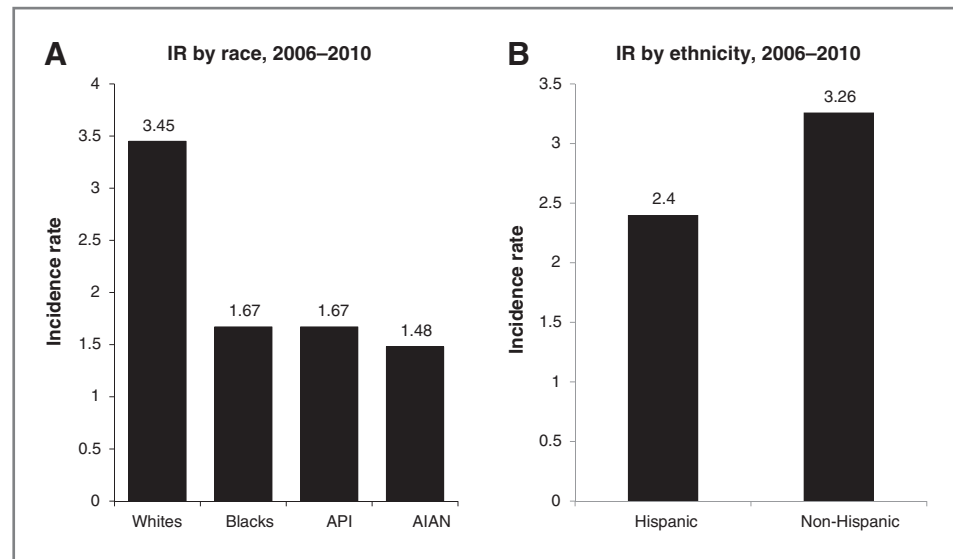 A
IR by race, 2006–2010
Incidence rate
4
3.5
3
2.5
2
1.5
1
0.5
0
3.45
1.67
1.67
1.48
Whites
Blacks
API
AIAN
B
IR by ethnicity, 2006–2010
Incidence rate
3.5
3
2.5
2
1.5
1
0.5
0
2.4
3.26
Hispanic
Non-Hispanic